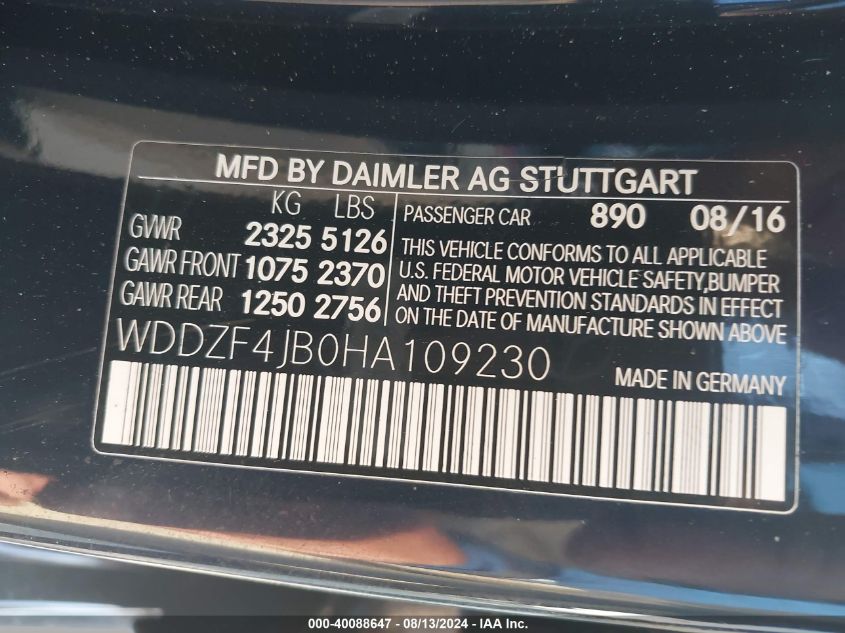 MFD BY DAIMLER AG STUTTGART
KG LBS
GVWR 2325 5126
GAWR FRONT 1075 2370
GAWR REAR 1250 2756
PASSENGER CAR 890 08/16
THIS VEHICLE CONFORMS TO ALL APPLICABLE
U.S. FEDERAL MOTOR VEHICLE SAFETY,BUMPER
AND THEFT PREVENTION STANDARDS IN EFFECT
ON THE DATE OF MANUFACTURE SHOWN ABOVE
WDDZF4JB0HA109230
MADE IN GERMANY
000-40088647 - 08/13/2024 - IAA Inc.